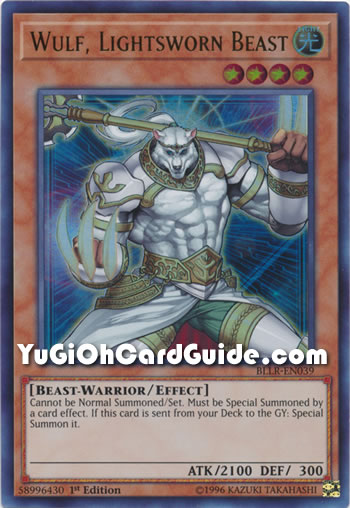 Wulf, Lightsworn Beast 光
YuGiOhCardGuide.com
BLLR-EN039
[Beast-Warrior/Effect]
Cannot be Normal Summoned/Set. Must be Special Summoned by
a card effect. If this card is sent from your Deck to the GY: Special
Summon it.
ATK/2100 DEF/ 300
58996430 1st Edition ©1996 KAZUKI TAKAHASHI